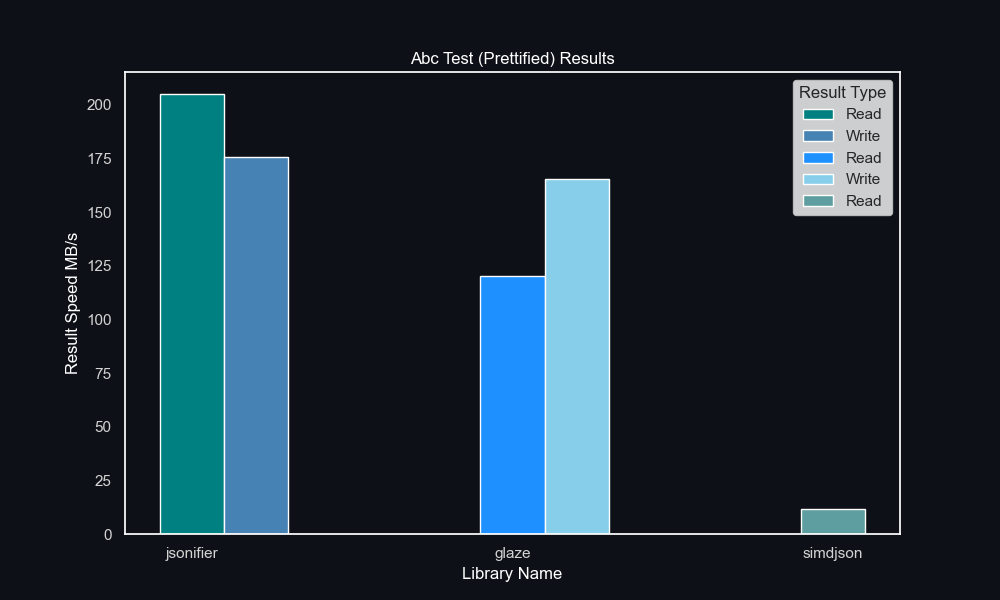 Abc Test (Prettified) Results
Result Type
Read
Write
Read
Write
Read
Result Speed MB/s
200
175
150
125
100
75
50
25
0
jsonifier
glaze
simdjson
Library Name